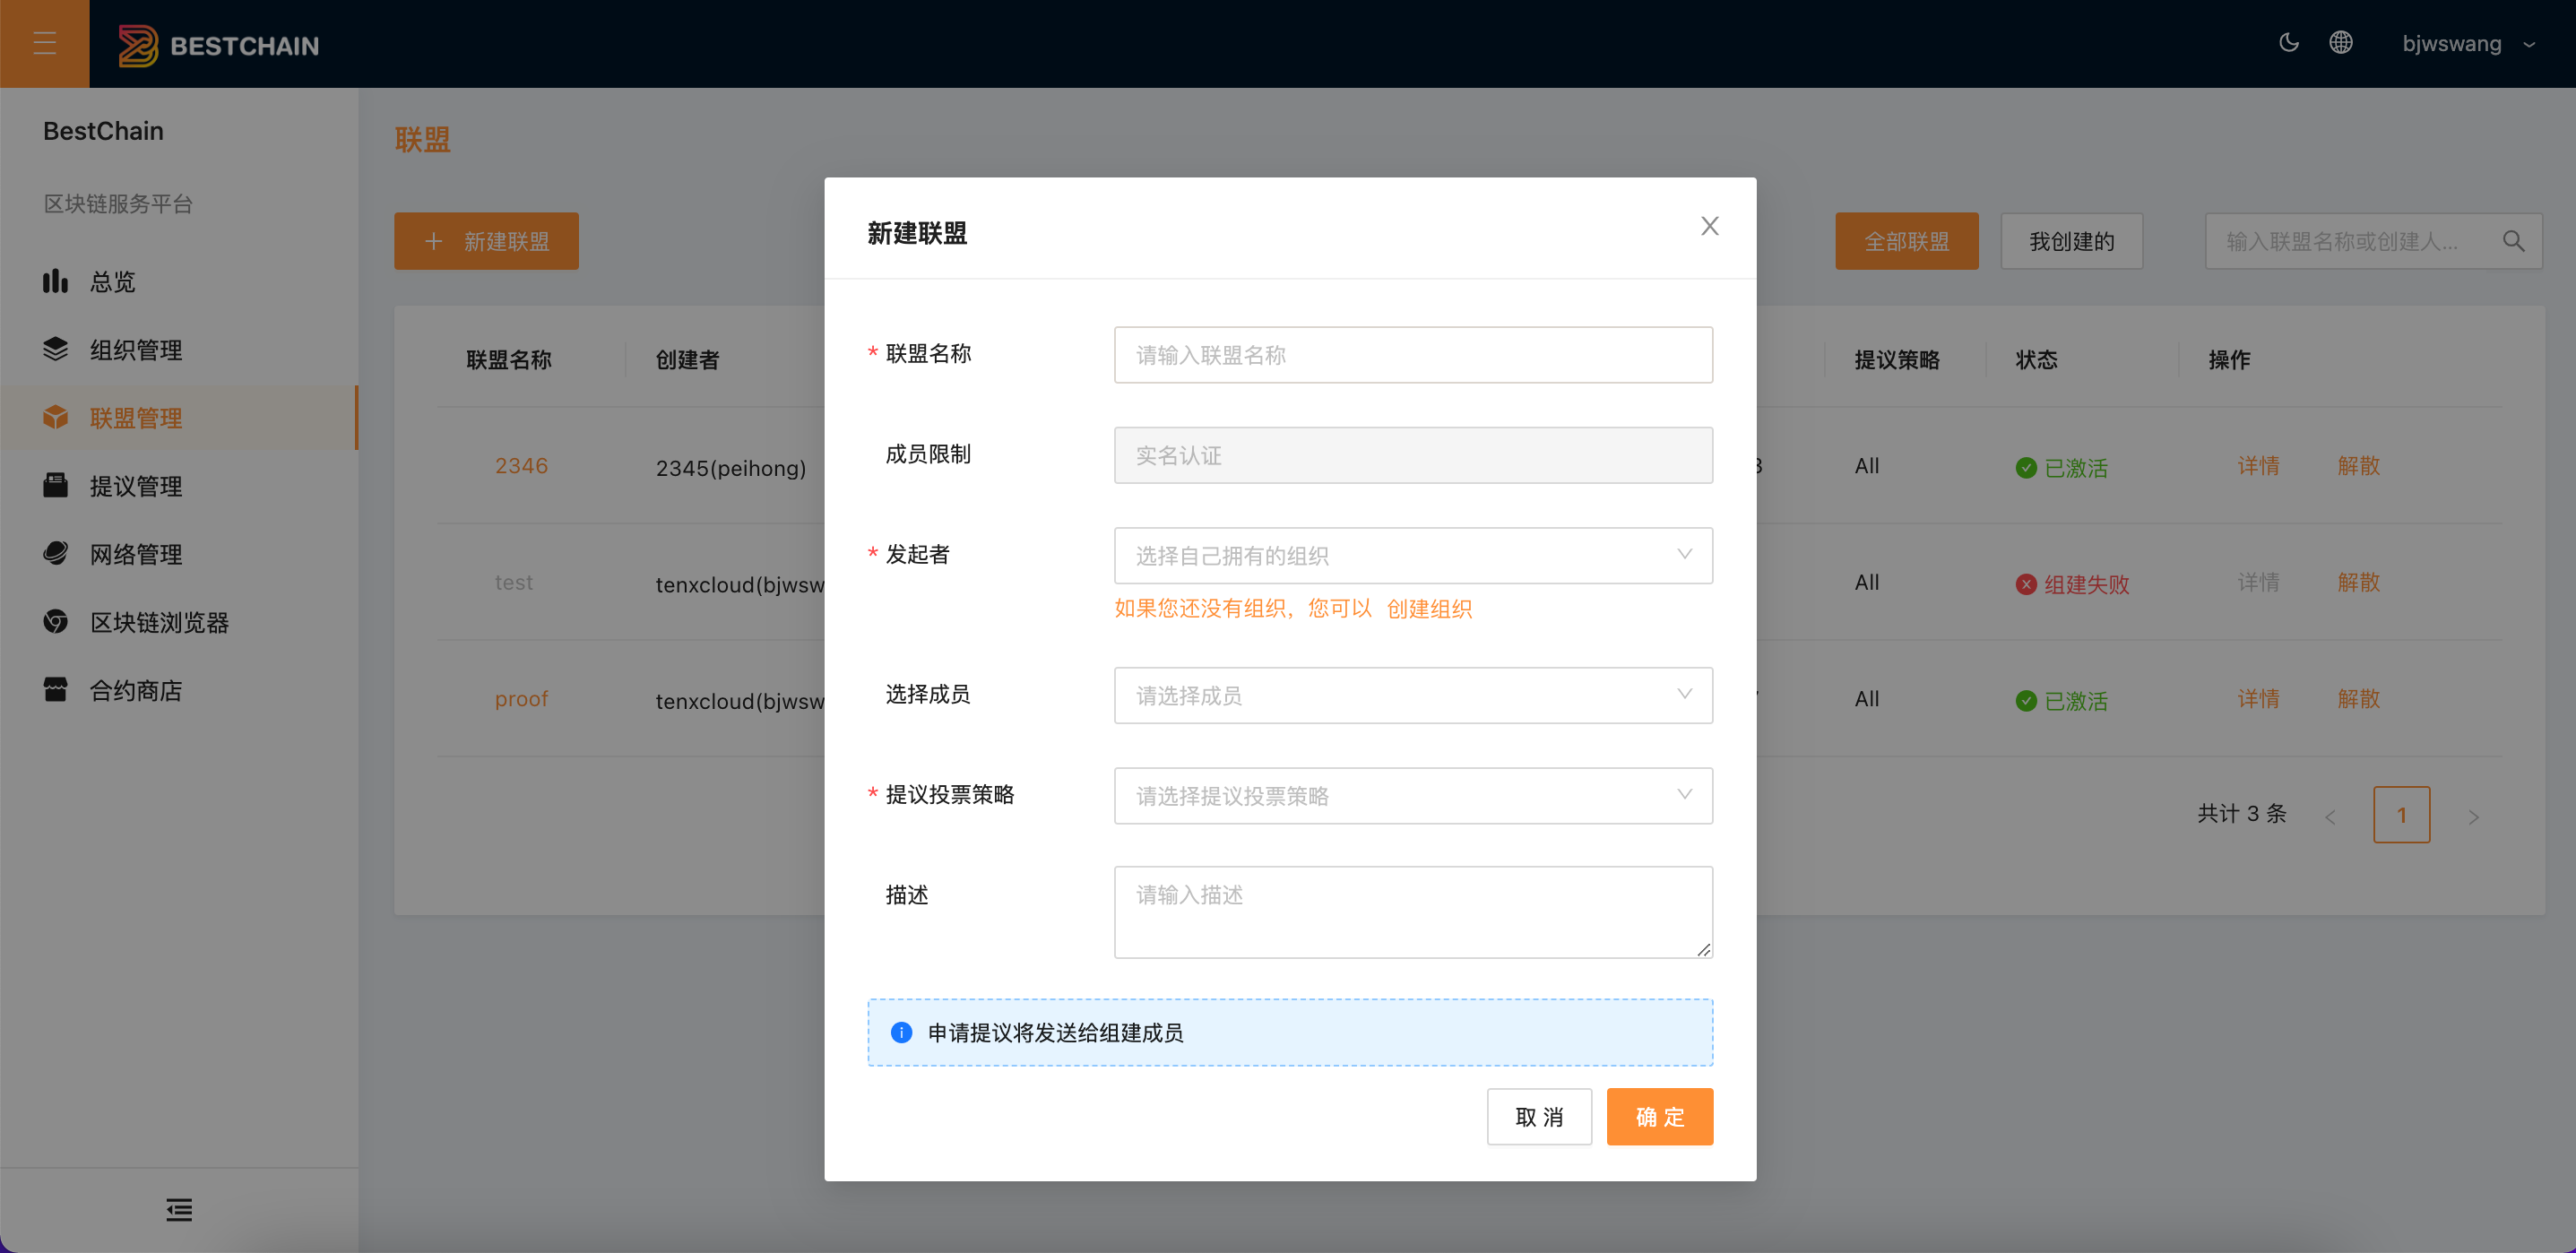 BESTCHAIN
bjwswang
BestChain
区块链服务平台
总览
组织管理
联盟管理
提议管理
网络管理
区块链浏览器
合约商店
联盟
新建联盟
全部联盟
我创建的
输入联盟名称或创建人...
联盟名称
创建者
提议策略
状态
操作
2346
2345(peihong)
All
已激活
详情
解散
test
tenxcloud(bjwsw
All
组建失败
详情
解散
proof
tenxcloud(bjwsw
All
已激活
详情
解散
共计 3 条
1
新建联盟
* 联盟名称
请输入联盟名称
成员限制
实名认证
* 发起者
选择自己拥有的组织
如果您还没有组织，您可以 创建组织
选择成员
请选择成员
* 提议投票策略
请选择提议投票策略
描述
请输入描述
申请提议将发送给组建成员
取 消
确 定